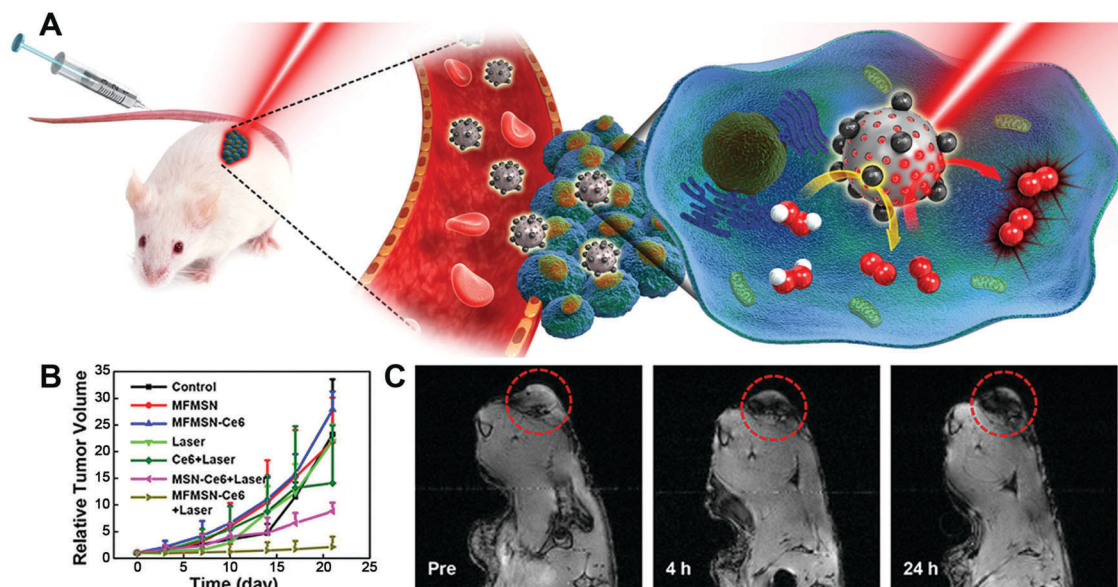 A
B
35
30
25
20
15
10
5
0
Relative Tumor Volume
Control
MFMSN
MFMSN-Ce6
Laser
Ce6+Laser
MSN-Ce6+Laser
MFMSN-Ce6
+Laser
0 5 10 15 20 25
Time (day)
C
Pre
4 h
24 h